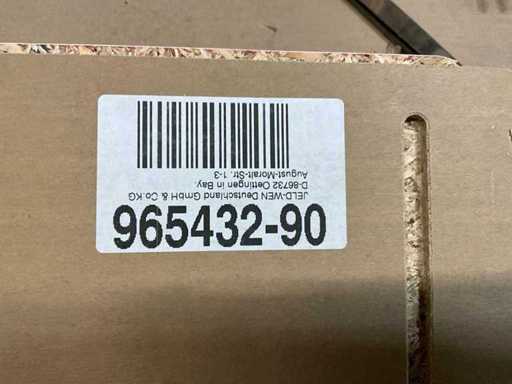 JELD-WEN Deutschland GmbH & Co.KG
D-86732 Oettingen in Bay.
August-Moralt-Str. 1-3
965432-90